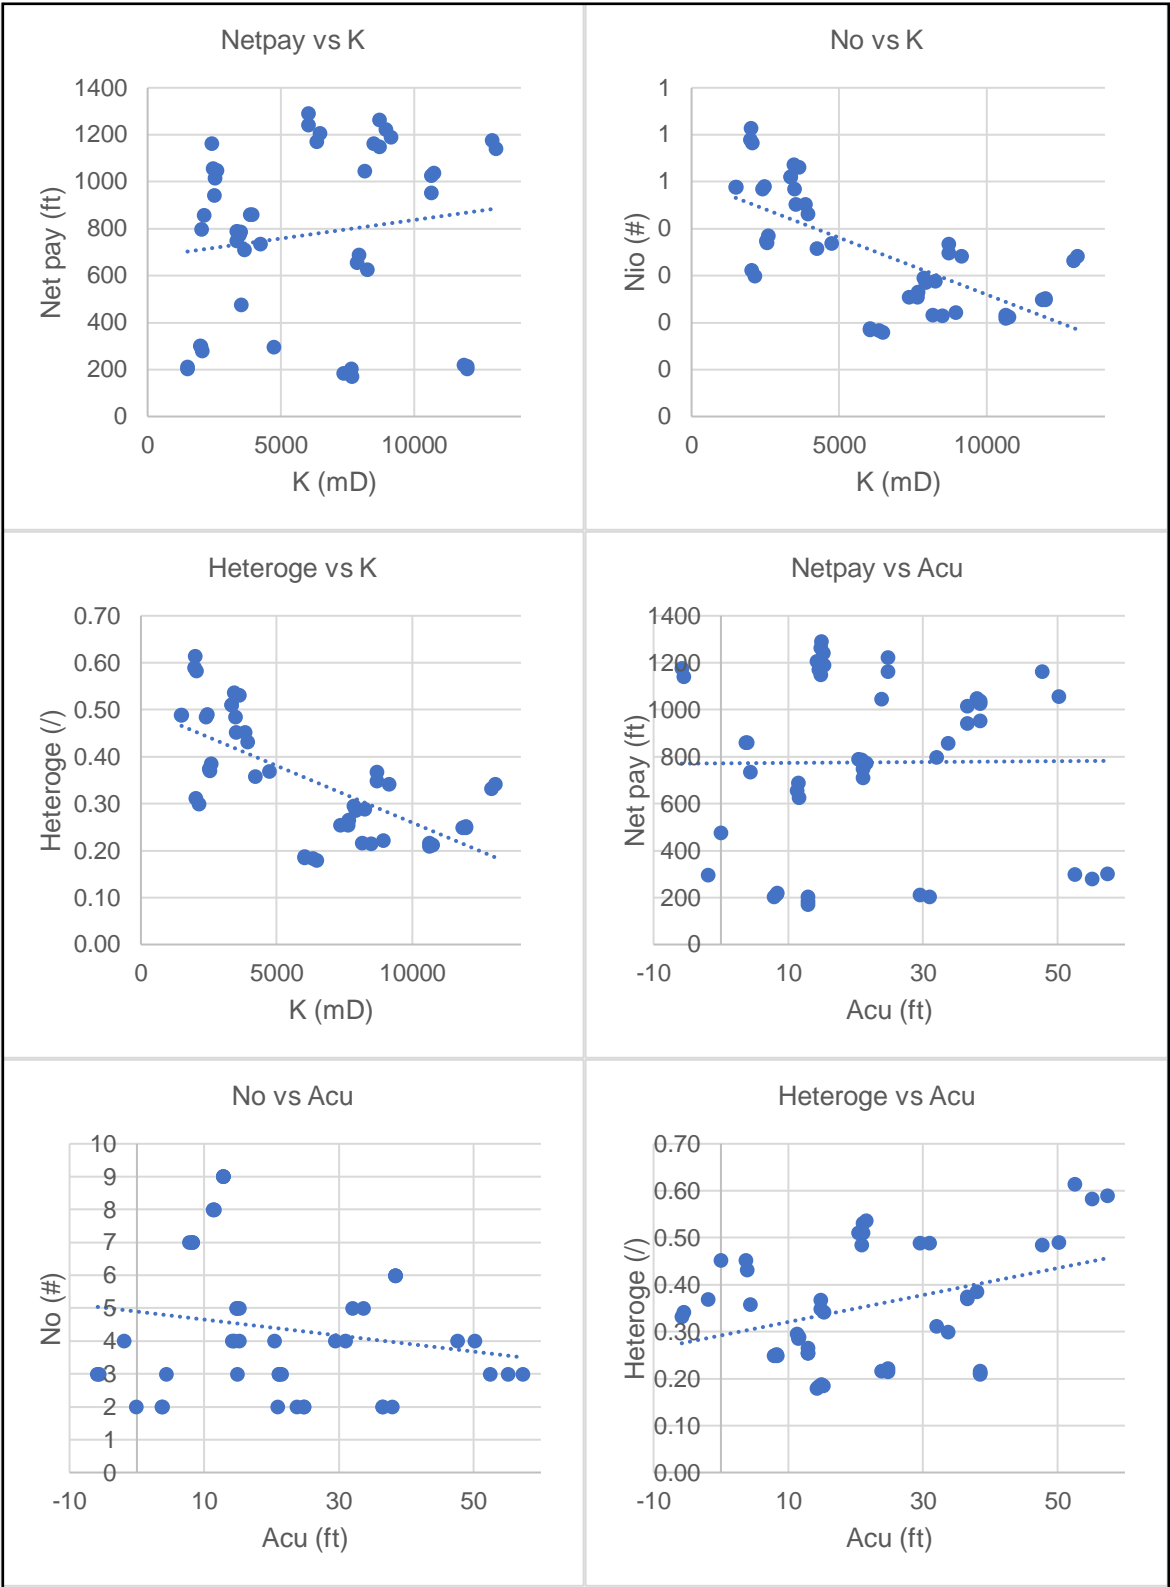 Netpay vs K
1400
1200
1000
800
600
400
200
0
Net pay (ft)
0 5000 10000
K (mD)
No vs K
1
1
1
0
0
0
0
0
Nio (#)
0 5000 10000
K (mD)
Heteroge vs K
0.70
0.60
0.50
0.40
0.30
0.20
0.10
0.00
Heteroge (/)
0 5000 10000
K (mD)
Netpay vs Acu
1400
1200
1000
800
600
400
200
0
Net pay (ft)
-10 10 30 50
Acu (ft)
No vs Acu
10
9
8
7
6
5
4
3
2
1
0
No (#)
-10 10 30 50
Acu (ft)
Heteroge vs Acu
0.70
0.60
0.50
0.40
0.30
0.20
0.10
0.00
Heteroge (/)
-10 10 30 50
Acu (ft)